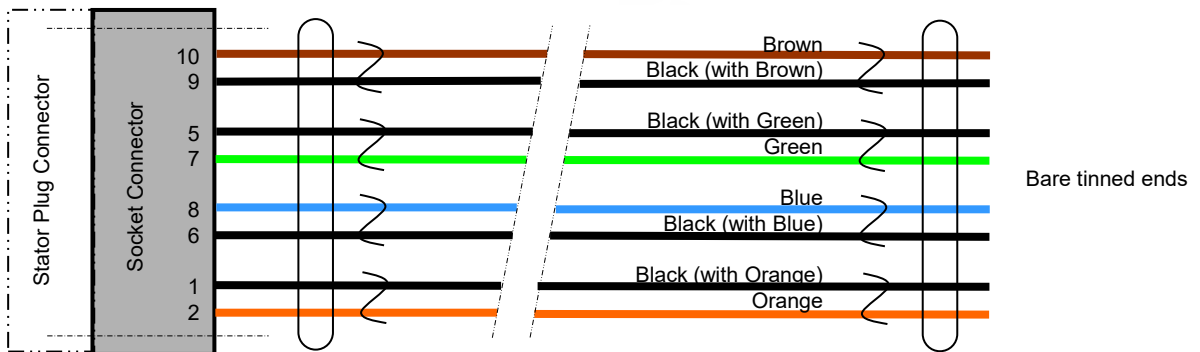 Stator Plug Connector
Socket Connector
10
Brown
9
Black (with Brown)
5
Black (with Green)
7
Green
8
Blue
6
Black (with Blue)
1
Black (with Orange)
2
Orange
Bare tinned ends